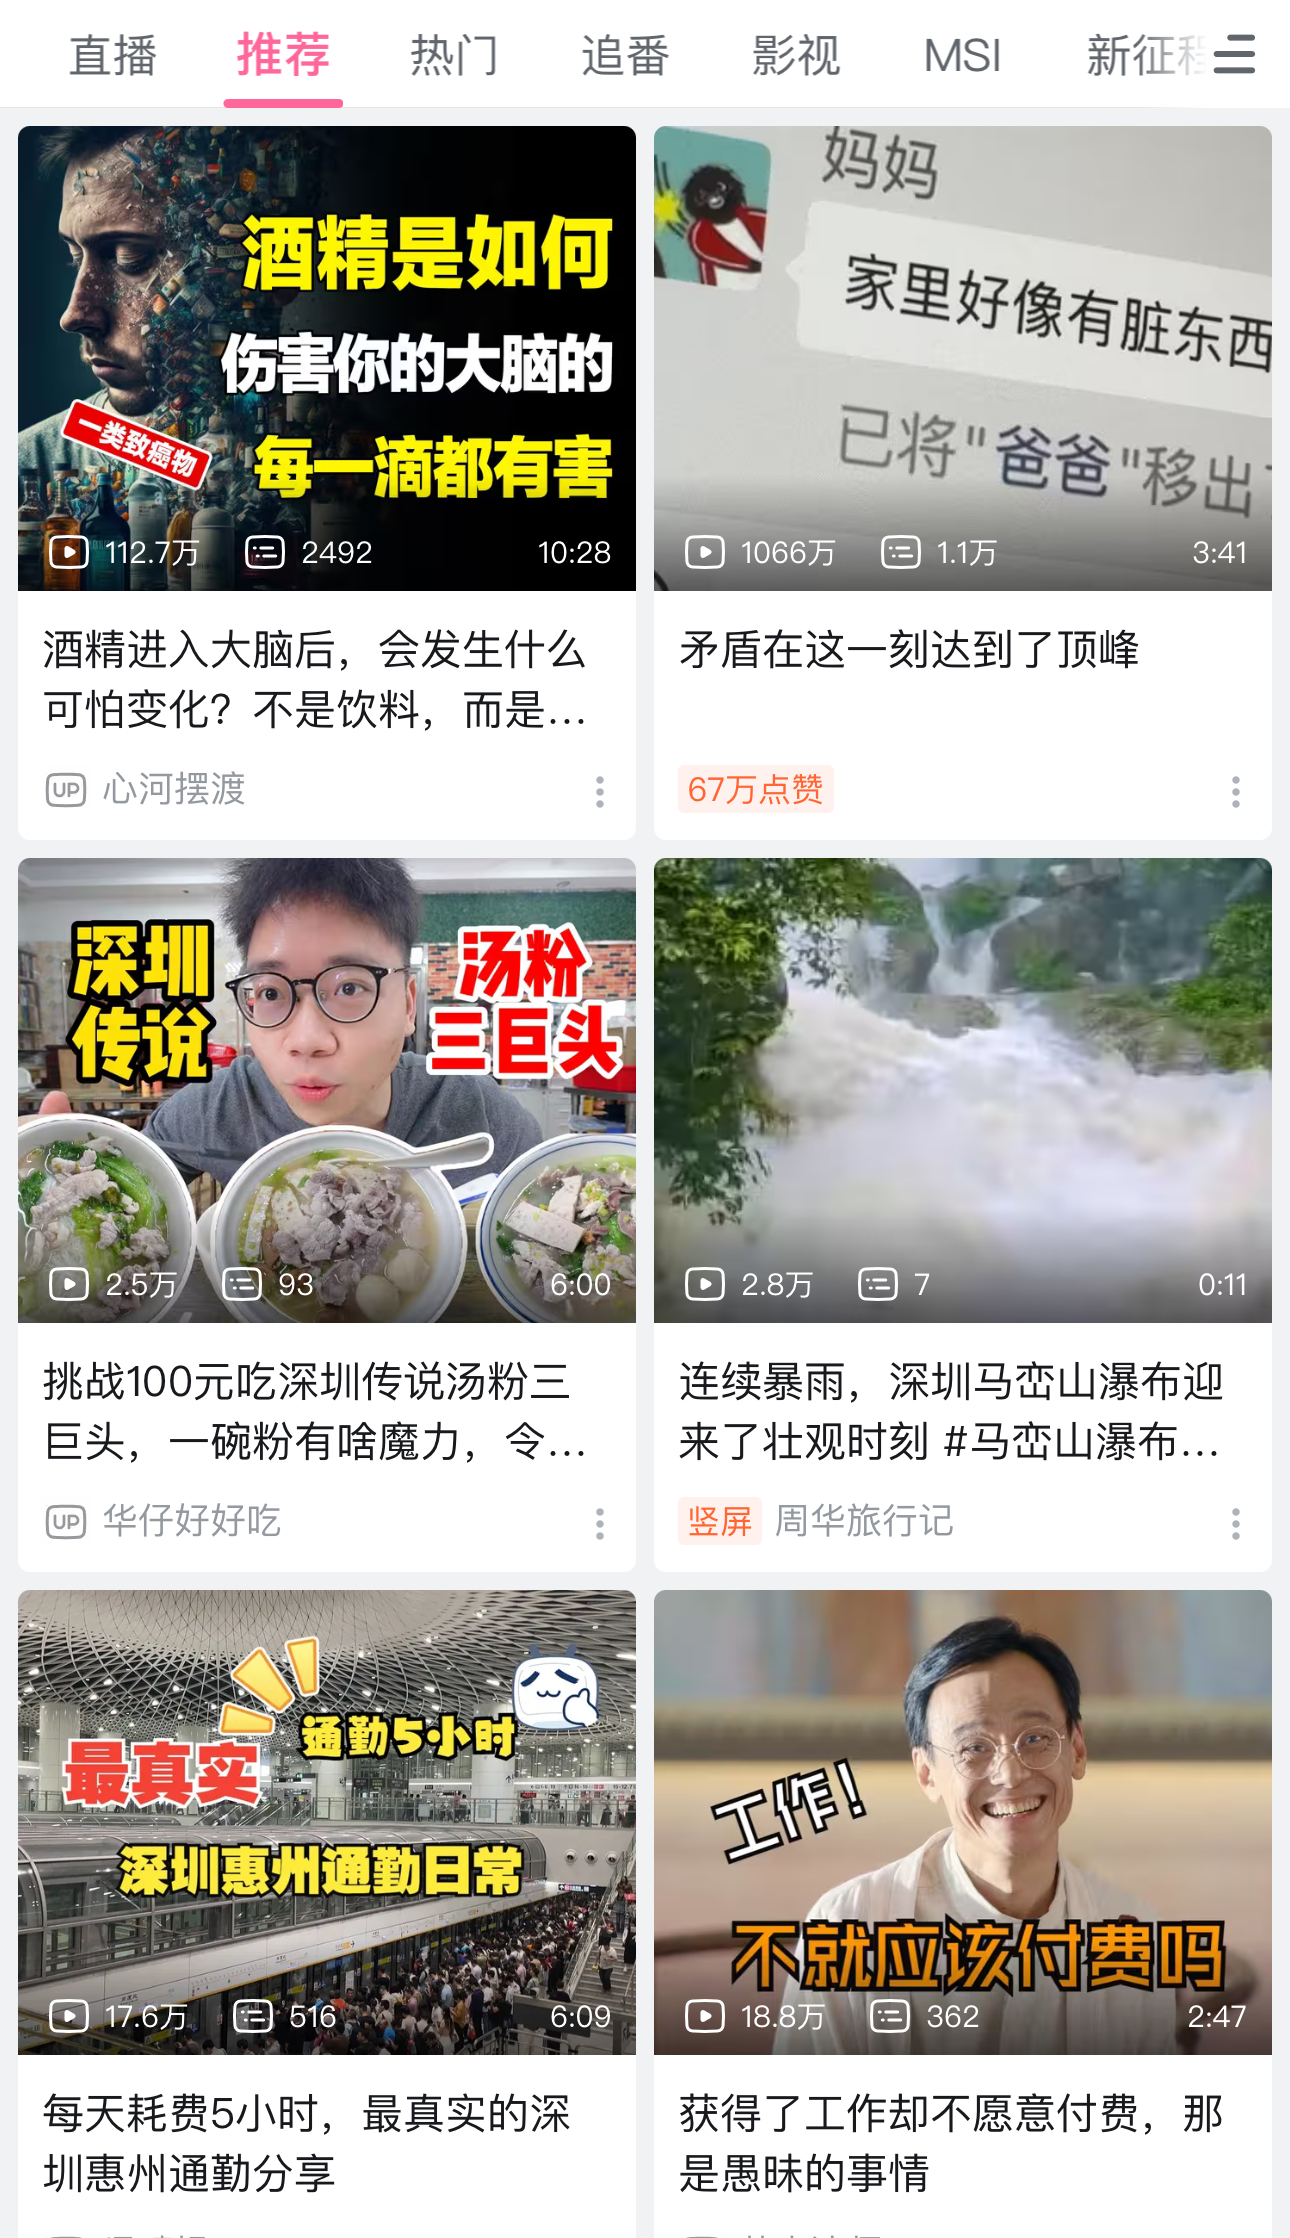 直播 推荐 热门 追番 影视 MSI 新征
酒精是如何
伤害你的大脑的
一类致癌物
每一滴都有害
112.7万 2492 10:28
酒精进入大脑后，会发生什么
可怕变化？不是饮料，而是...
UP 心河摆渡
妈妈
家里好像有脏东西
已将"爸爸"移出
1066万 1.1万 3:41
矛盾在这一刻达到了顶峰
67万点赞
深圳
传说
汤粉
三巨头
2.5万 93 6:00
挑战100元吃深圳传说汤粉三
巨头，一碗粉有啥魔力，令...
UP 华仔好好吃
2.8万 7 0:11
连续暴雨，深圳马峦山瀑布迎
来了壮观时刻 #马峦山瀑布...
竖屏 周华旅行记
通勤5小时
最真实
深圳惠州通勤日常
17.6万 516 6:09
每天耗费5小时，最真实的深
圳惠州通勤分享
工作！
不就应该付费吗
18.8万 362 2:47
获得了工作却不愿意付费，那
是愚昧的事情